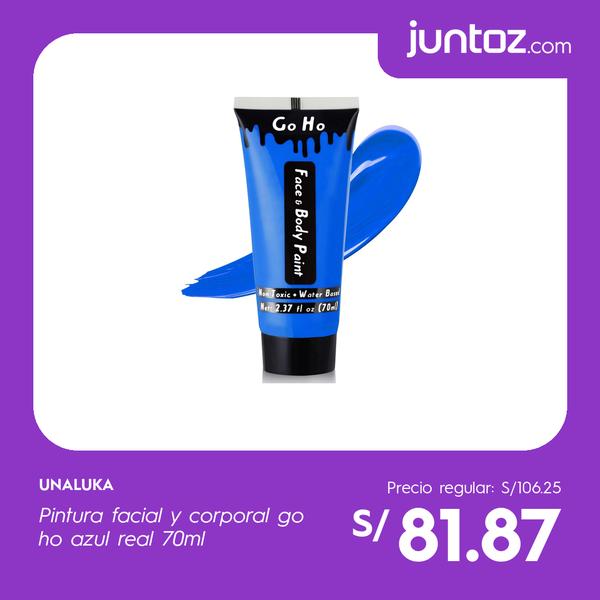 juntoz.com
Go Ho
Face & Body Paint
Non Toxic • Water Based
Net: 2.37 fl oz (70ml)
UNALUKA
Pintura facial y corporal go
ho azul real 70ml
Precio regular: S/106.25
S/81.87